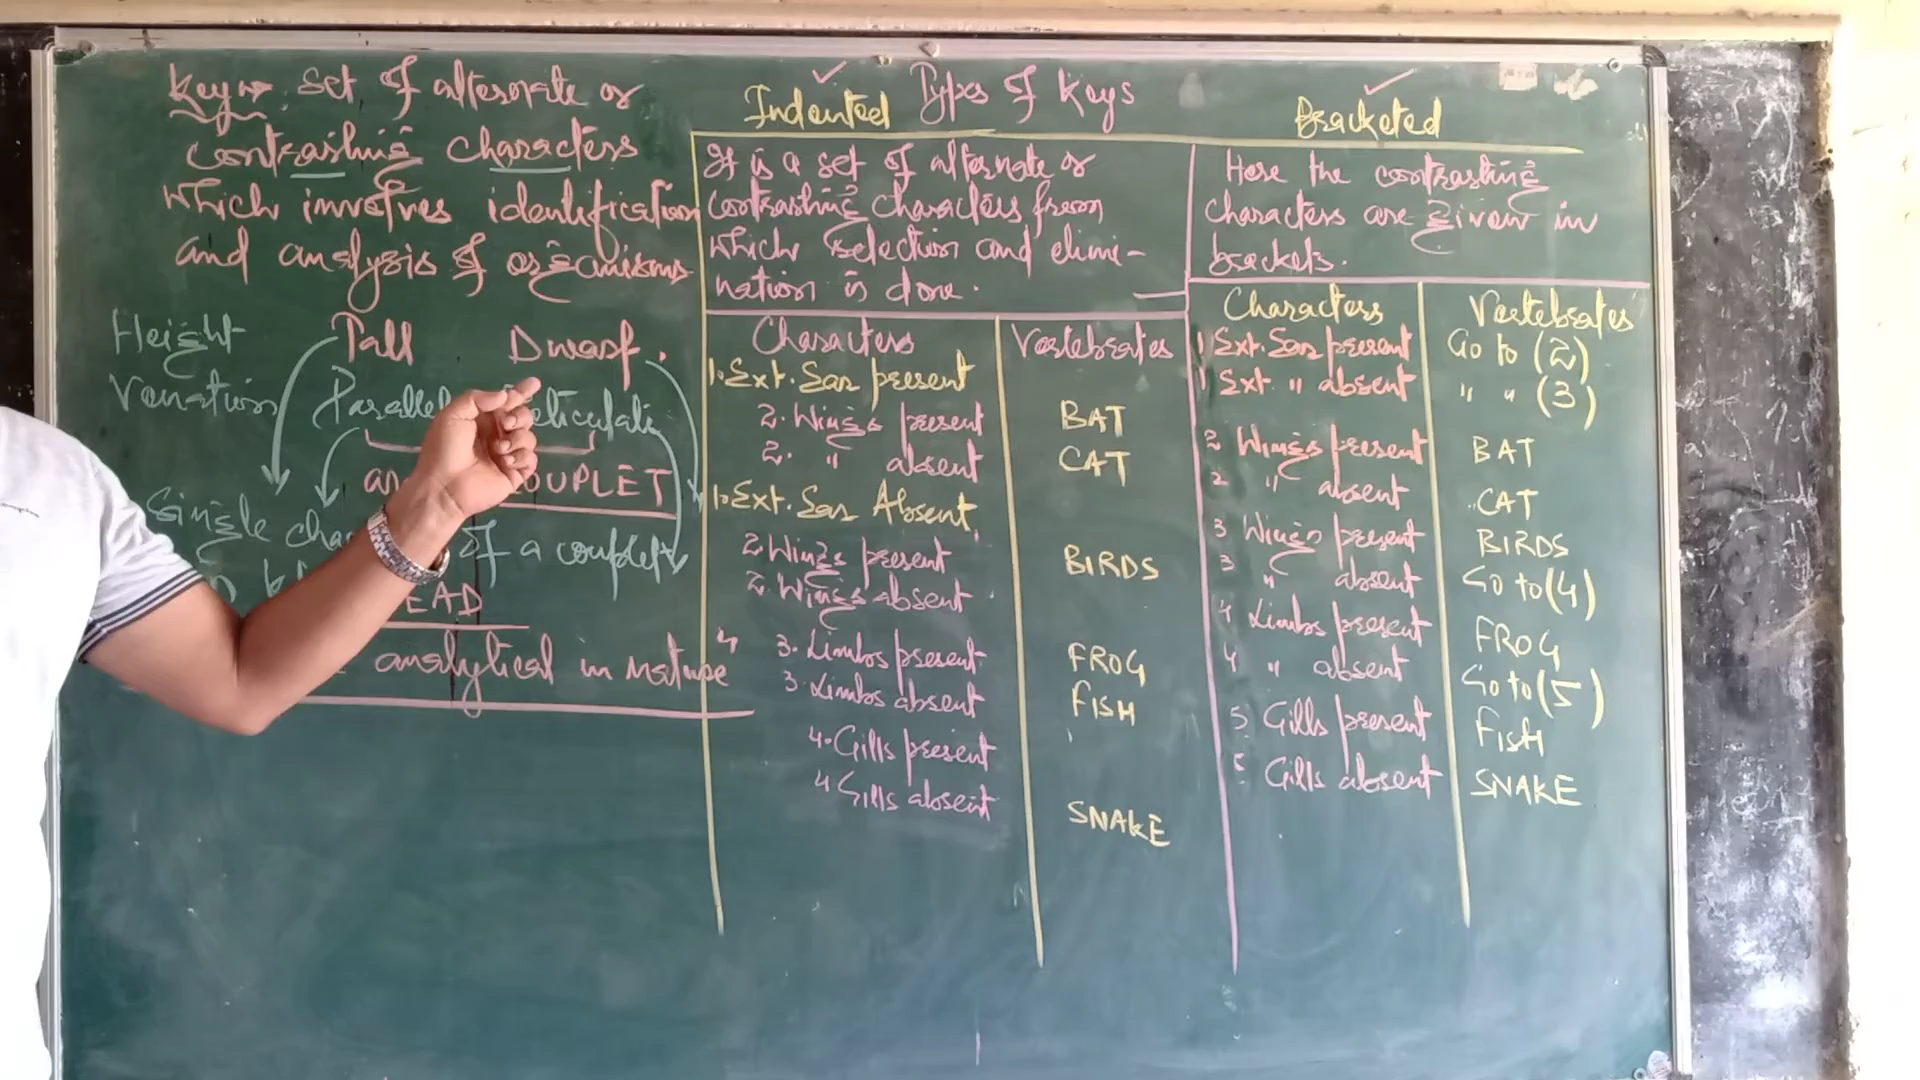 Key → set of alternate or
contrasting characters
which involves identification
and analysis of organisms
Height Tall Dwarf.
Variation Parallel
COUPLET
Single of a couplet
EAD
analytical in nature
Types of Keys
Indented
It is a set of alternate or
contrasting characters from
which selection and elimi-
nation is done.
Characters Vertebrates
1. Ext. Ear present
2. Wings present BAT
2. " absent CAT
1. Ext. Ear Absent
2 Wings present BIRDS
2. Wings absent
3. Limbs present FROG
3. Limbs absent FISH
4. Gills present
4 Gills absent SNAKE
Bracketed
Here the contrasting
characters are given in
brackets.
Characters Vertebrates
1 Ext. Ear present Go to (2)
1 Ext. " absent " " (3)
2 Wings present BAT
2 " absent CAT
3 Wings present BIRDS
3 " absent Go to (4)
4 Limbs present FROG
4 " absent Go to (5)
5 Gills present FISH
5 Gills absent SNAKE